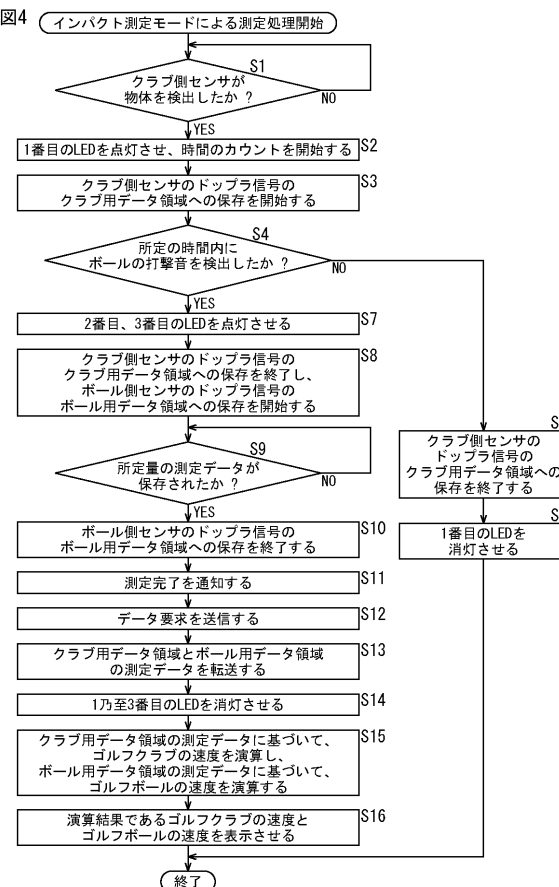 図4
インパクト測定モードによる測定処理開始
S1
クラブ側センサが
物体を検出したか ?
NO
YES
1番目のLEDを点灯させ、時間のカウントを開始する
S2
S3
クラブ側センサのドップラ信号の
クラブ用データ領域への保存を開始する
S4
所定の時間内に
ボールの打撃音を検出したか ?
NO
YES
2番目、3番目のLEDを点灯させる
S7
クラブ側センサのドップラ信号の
クラブ用データ領域への保存を終了し、
ボール側センサのドップラ信号の
ボール用データ領域への保存を開始する
S8
S9
所定量の測定データが
保存されたか ?
NO
YES
S
クラブ側センサの
ドップラ信号の
クラブ用データ領域への
保存を終了する
S
1番目のLEDを
消灯させる
ボール側センサのドップラ信号の
ボール用データ領域への保存を終了する
S10
測定完了を通知する
S11
データ要求を送信する
S12
クラブ用データ領域とボール用データ領域
の測定データを転送する
S13
1乃至3番目のLEDを消灯させる
S14
クラブ用データ領域の測定データに基づいて、
ゴルフクラブの速度を演算し、
ボール用データ領域の測定データに基づいて、
ゴルフボールの速度を演算する
S15
演算結果であるゴルフクラブの速度と
ゴルフボールの速度を表示させる
S16
終了